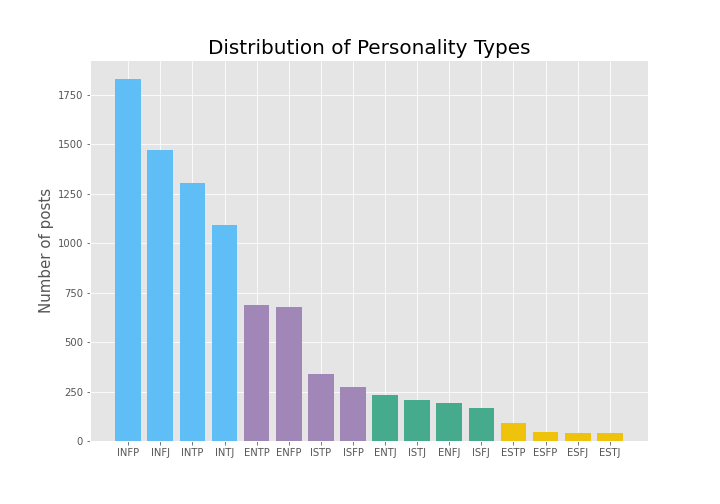 Distribution of Personality Types
Number of posts
1750
1500
1250
1000
750
500
250
0
INFP INFJ INTP INTJ ENTP ENFP ISTP ISFP ENTJ ISTJ ENFJ ISFJ ESTP ESFP ESFJ ESTJ